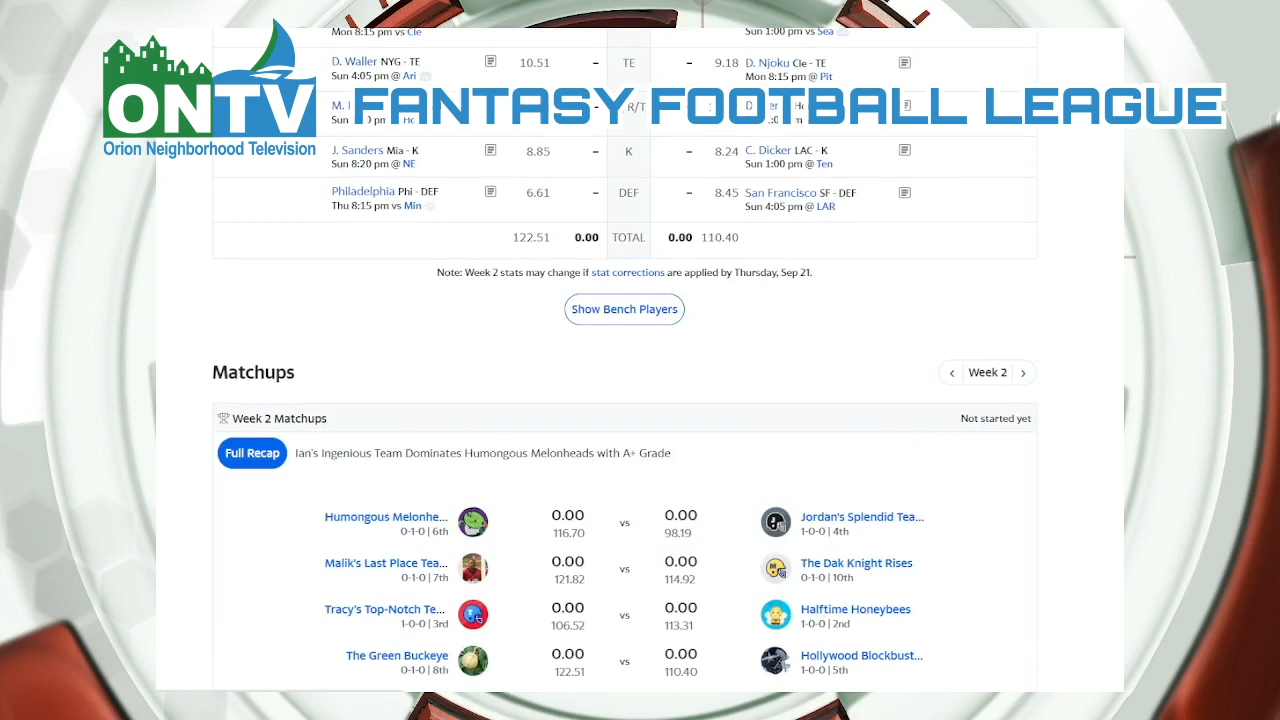 Mon 8:15 pm vs Cle
Sun 1:00 pm vs Sea
D. Waller NYG - TE
10.51
–
TE
–
9.18
D. Njoku Cle - TE
Sun 4:05 pm @ Ari
Mon 8:15 pm @ Pit
ONTV
FANTASY FOOTBALL LEAGUE
Orion Neighborhood Television
J. Sanders Mia - K
8.85
–
K
–
8.24
C. Dicker LAC - K
Sun 8:20 pm @ NE
Sun 1:00 pm @ Ten
Philadelphia Phi - DEF
6.61
–
DEF
–
8.45
San Francisco SF - DEF
Thu 8:15 pm vs Min
Sun 4:05 pm @ LAR
122.51
0.00
TOTAL
0.00
110.40
Note: Week 2 stats may change if stat corrections are applied by Thursday, Sep 21.
Show Bench Players
Matchups
‹ Week 2 ›
Week 2 Matchups
Not started yet
Full Recap
Ian's Ingenious Team Dominates Humongous Melonheads with A+ Grade
Humongous Melonhe...
0-1-0 | 6th
0.00
116.70
vs
0.00
98.19
Jordan's Splendid Tea...
1-0-0 | 4th
Malik's Last Place Tea...
0-1-0 | 7th
0.00
121.82
vs
0.00
114.92
The Dak Knight Rises
0-1-0 | 10th
Tracy's Top-Notch Te...
1-0-0 | 3rd
0.00
106.52
vs
0.00
113.31
Halftime Honeybees
1-0-0 | 2nd
The Green Buckeye
0-1-0 | 8th
0.00
122.51
vs
0.00
110.40
Hollywood Blockbust...
1-0-0 | 5th